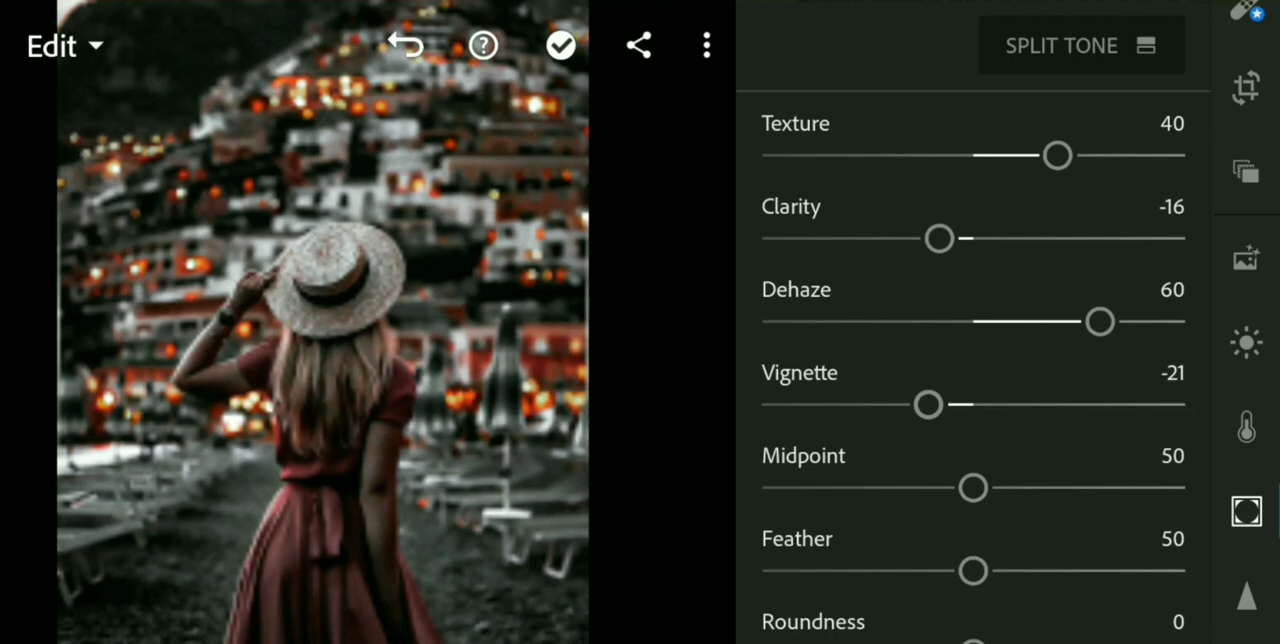 Edit
?
SPLIT TONE
Texture 40
Clarity -16
Dehaze 60
Vignette -21
Midpoint 50
Feather 50
Roundness 0